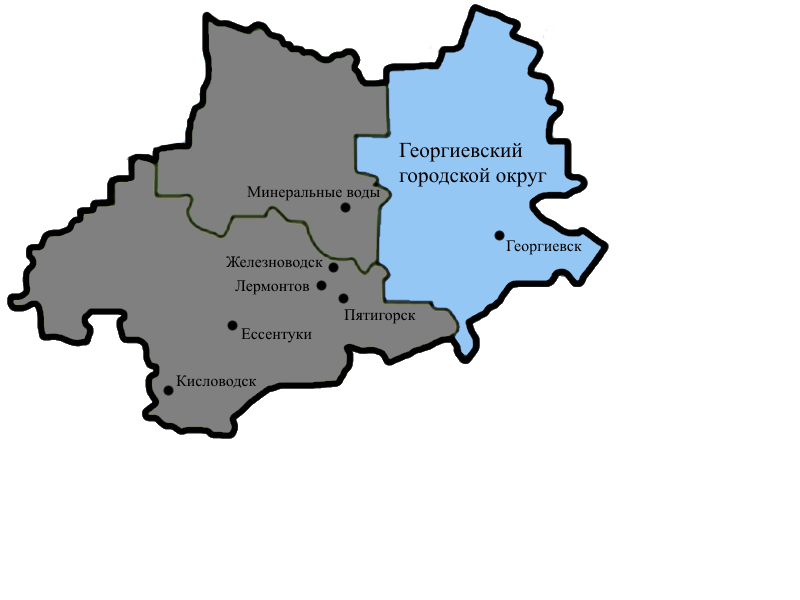 Георгиевский
городской округ
Минеральные воды
Георгиевск
Железноводск
Лермонтов
Пятигорск
Ессентуки
Кисловодск